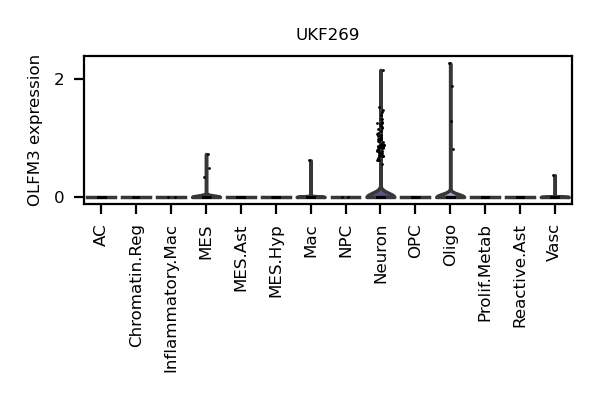 UKF269
OLFM3 expression
2
0
AC
Chromatin.Reg
Inflammatory.Mac
MES
MES.Ast
MES.Hyp
Mac
NPC
Neuron
OPC
Oligo
Prolif.Metab
Reactive.Ast
Vasc